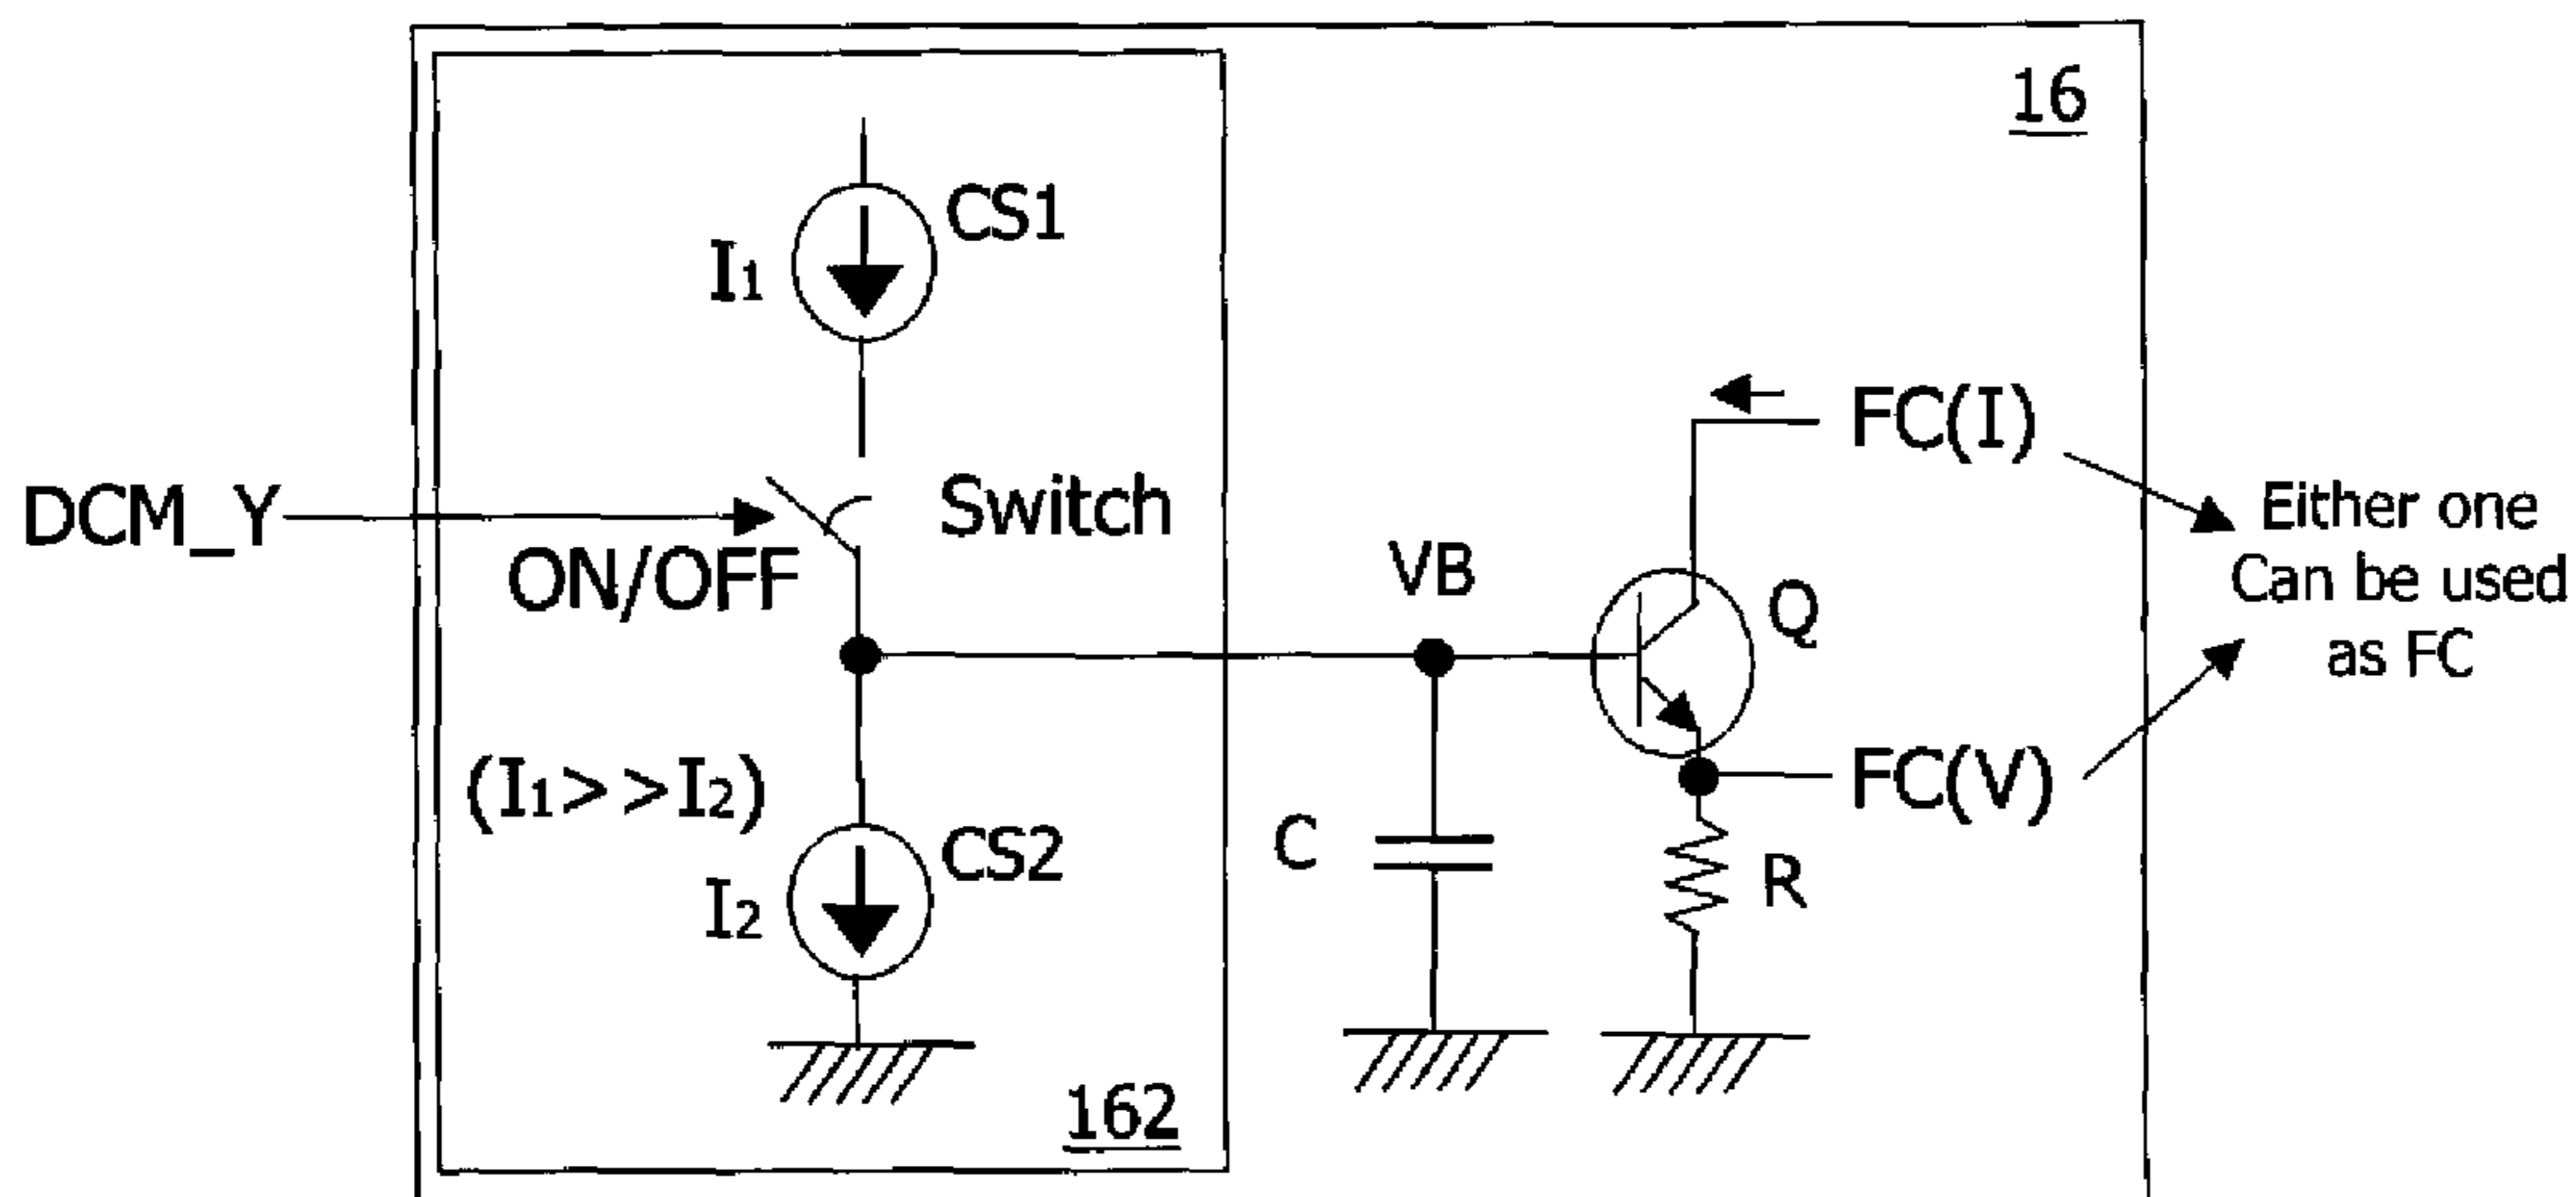 16
CS1
I1
FC(I)
DCM_Y
Switch
ON/OFF
Either one
Can be used
as FC
VB
Q
(I1>>I2)
FC(V)
CS2
I2
C
R
162